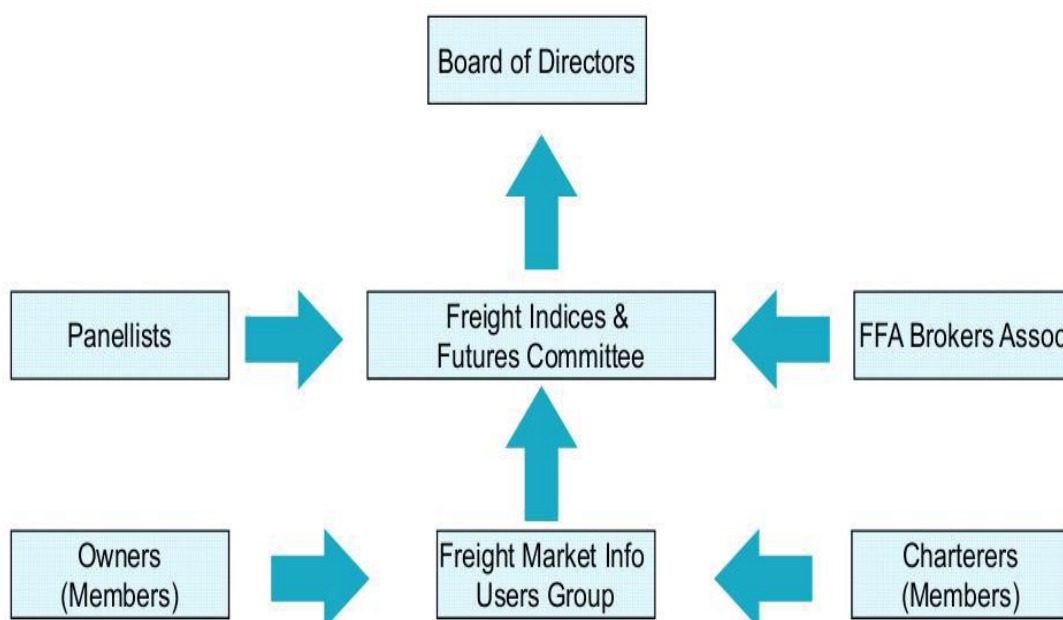 Board of Directors
Panellists
Freight Indices &
Futures Committee
FFA Brokers Assoc
Owners
(Members)
Freight Market Info
Users Group
Charterers
(Members)